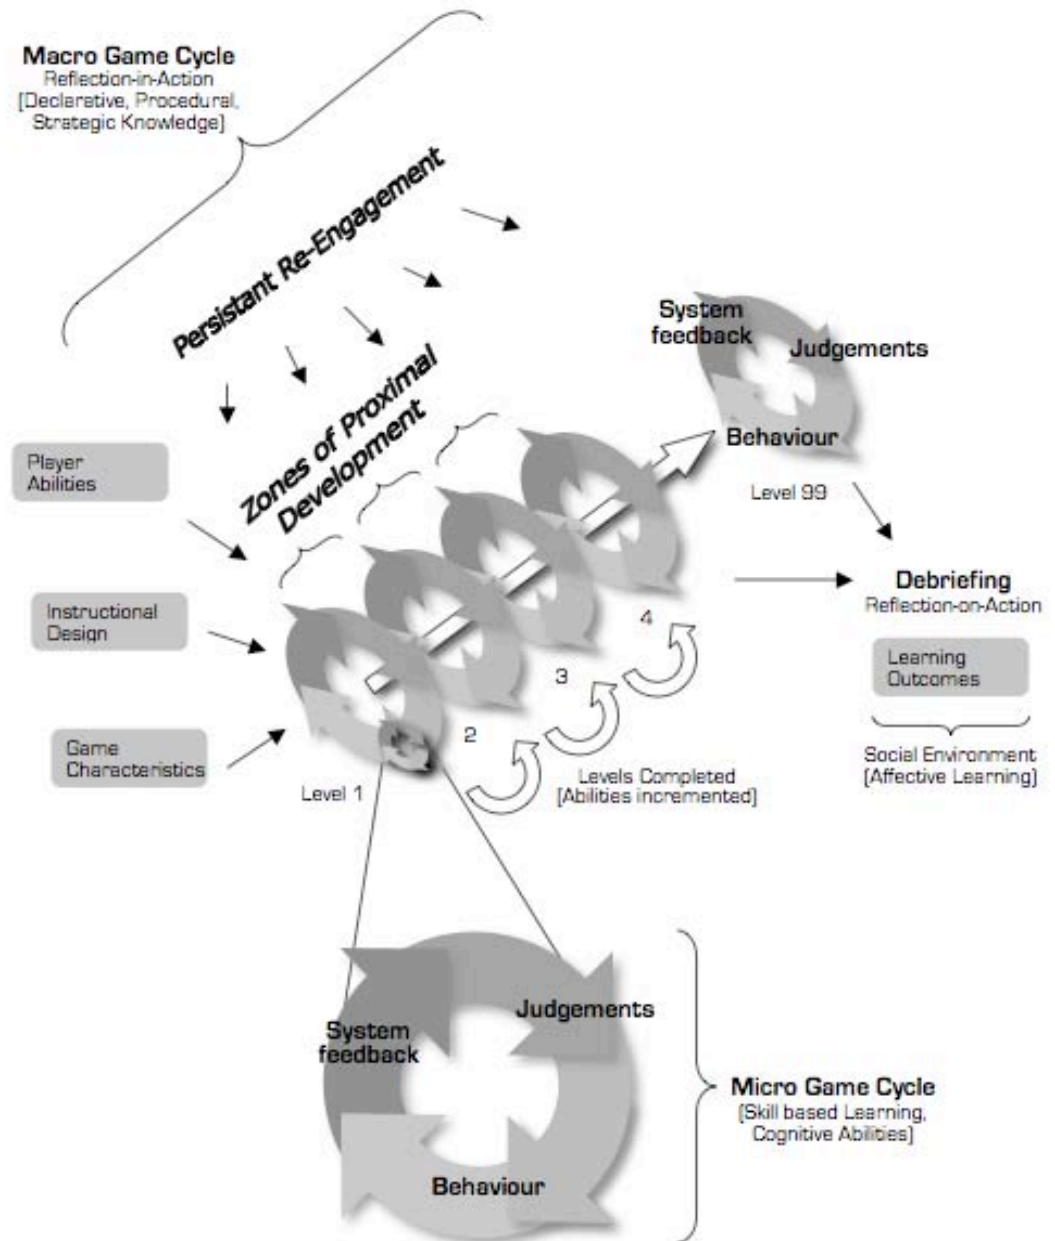 Macro Game Cycle
Reflection-in-Action
[Declarative, Procedural,
Strategic Knowledge]
Persistant Re-Engagement
Zones of Proximal
Development
System
feedback
Judgements
Behaviour
Level 99
Player
Abilities
Instructional
Design
Game
Characteristics
Level 1
2
3
4
Levels Completed
[Abilities incremented]
Debriefing
Reflection-on-Action
Learning
Outcomes
Social Environment
[Affective Learning]
System
feedback
Judgements
Behaviour
Micro Game Cycle
[Skill based Learning,
Cognitive Abilities]